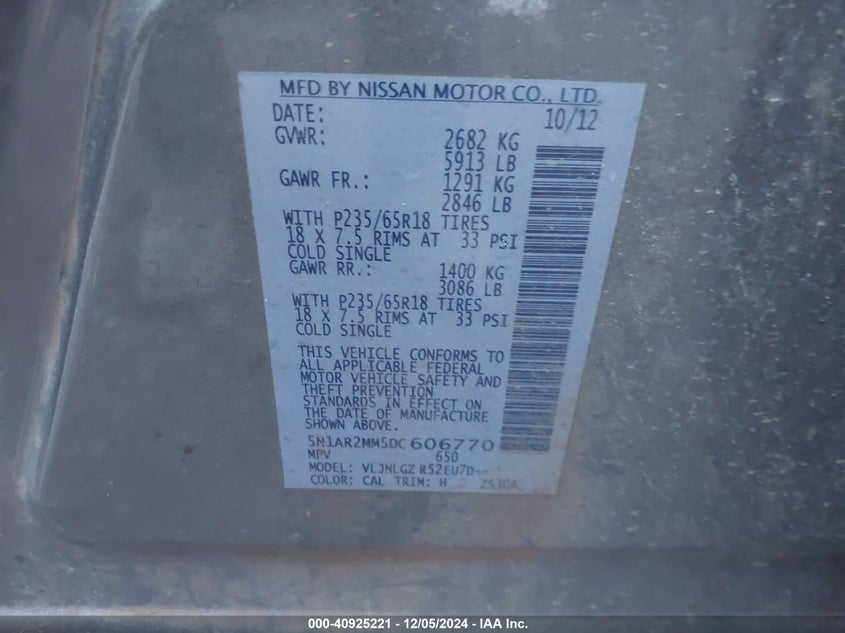 MFD BY NISSAN MOTOR CO., LTD.
DATE: 10/12
GVWR: 2682 KG
5913 LB
GAWR FR.: 1291 KG
2846 LB
WITH P235/65R18 TIRES
18 X 7.5 RIMS AT 33 PSI
COLD SINGLE
GAWR RR.: 1400 KG
3086 LB
WITH P235/65R18 TIRES
18 X 7.5 RIMS AT 33 PSI
COLD SINGLE
THIS VEHICLE CONFORMS TO
ALL APPLICABLE FEDERAL
MOTOR VEHICLE SAFETY AND
THEFT PREVENTION
STANDARDS IN EFFECT ON
THE DATE OF MANUFACTURE
SHOWN ABOVE.
5N1AR2MM5DC606770
MPV 650
MODEL: VLJNLGZ R52EU7D
COLOR: CAL TRIM: H
000-40925221 - 12/05/2024 - IAA Inc.